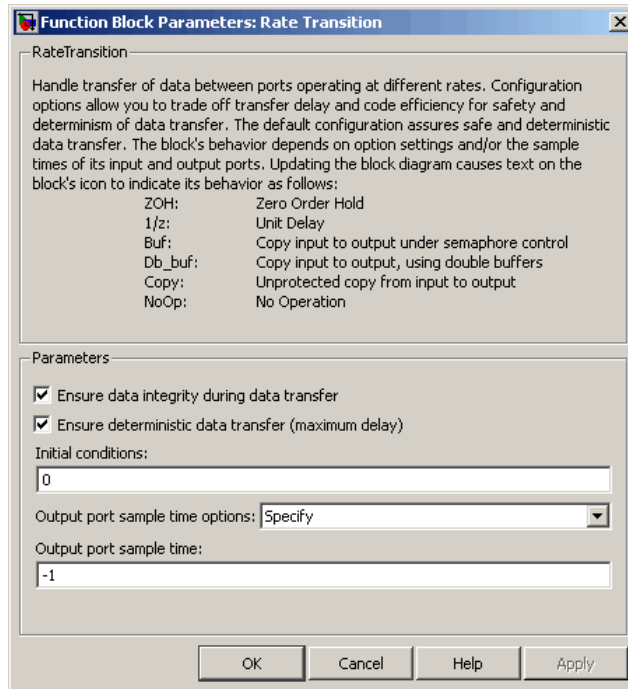 Function Block Parameters: Rate Transition
RateTransition
Handle transfer of data between ports operating at different rates. Configuration
options allow you to trade off transfer delay and code efficiency for safety and
determinism of data transfer. The default configuration assures safe and deterministic
data transfer. The block's behavior depends on option settings and/or the sample
times of its input and output ports. Updating the block diagram causes text on the
block's icon to indicate its behavior as follows:
ZOH: Zero Order Hold
1/z: Unit Delay
Buf: Copy input to output under semaphore control
Db_buf: Copy input to output, using double buffers
Copy: Unprotected copy from input to output
NoOp: No Operation
Parameters
Ensure data integrity during data transfer
Ensure deterministic data transfer (maximum delay)
Initial conditions:
0
Output port sample time options: Specify
Output port sample time:
-1
OK Cancel Help Apply